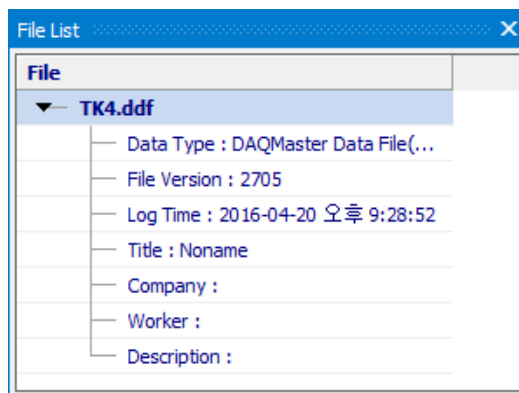 File List
File
TK4.ddf
Data Type : DAQMaster Data File(...
File Version : 2705
Log Time : 2016-04-20 오후 9:28:52
Title : Noname
Company :
Worker :
Description :